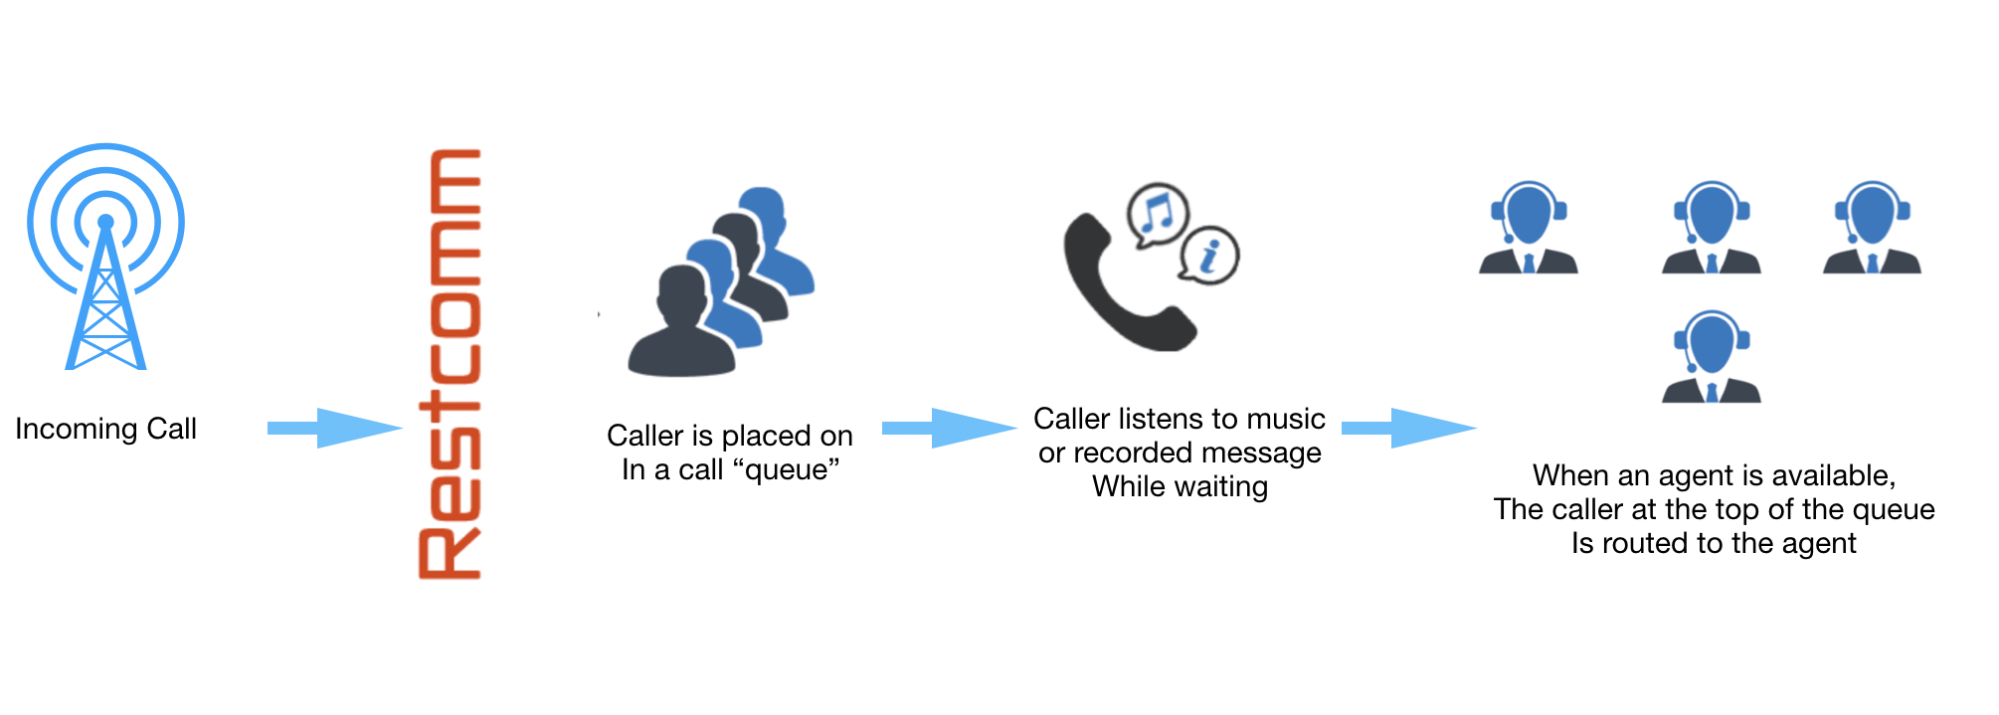 Incoming Call
Restcomm
Caller is placed on
In a call “queue”
Caller listens to music
or recorded message
While waiting
When an agent is available,
The caller at the top of the queue
Is routed to the agent